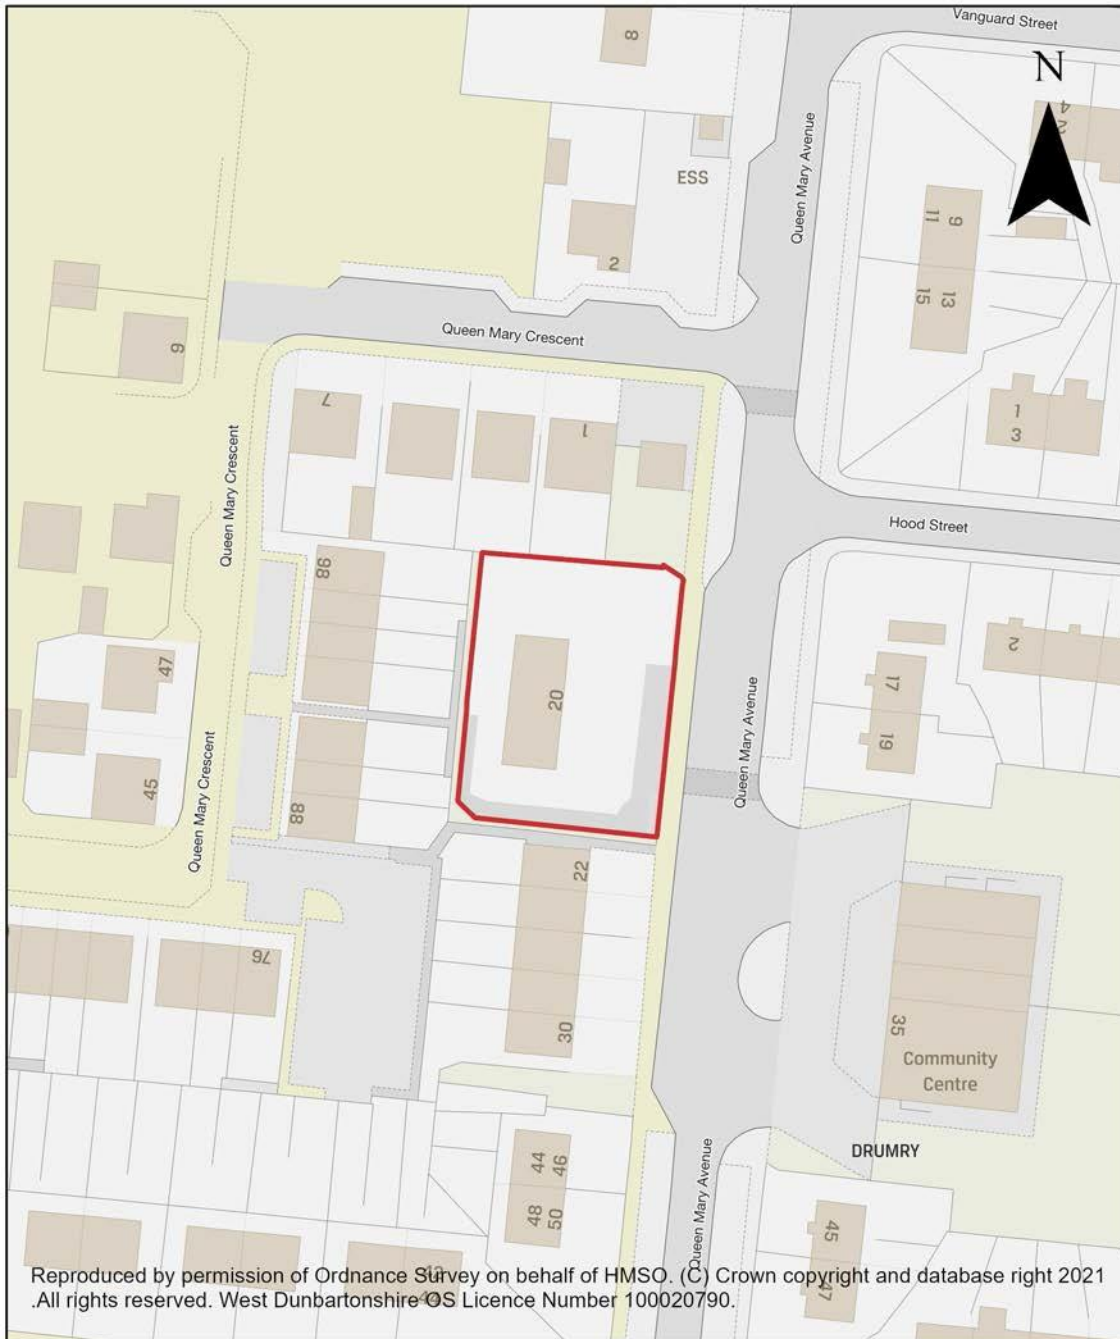 Vanguard Street
N
8
4
2
Queen Mary Avenue
ESS
9
11
2
13
15
Queen Mary Crescent
9
7
1
1
3
Queen Mary Crescent
Hood Street
98
2
47
17
20
19
Queen Mary Avenue
45
Queen Mary Crescent
88
22
76
30
35
Community
Centre
DRUMRY
44
46
48
50
Queen Mary Avenue
45
47
Reproduced by permission of Ordnance Survey on behalf of HMSO. (C) Crown copyright and database right 2021
.All rights reserved. West Dunbartonshire OS Licence Number 100020790.